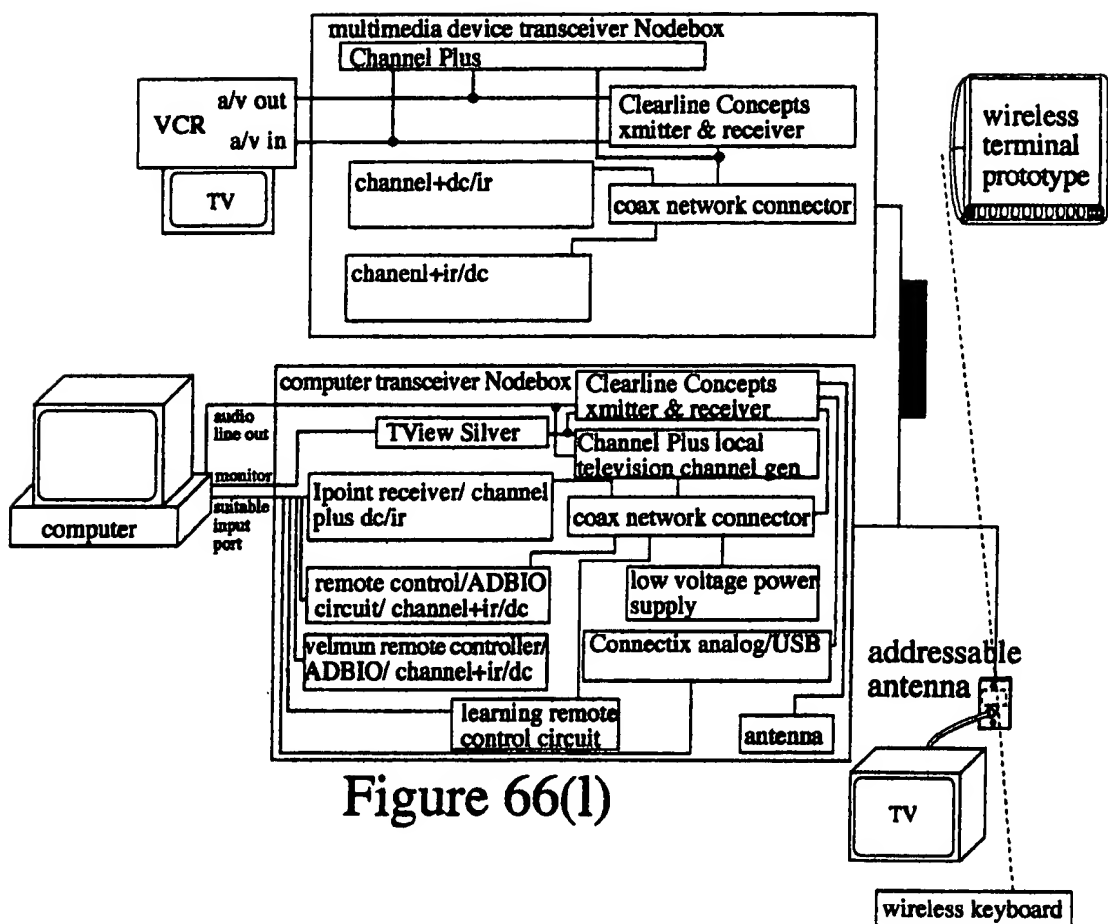 multimedia device transceiver Nodebox
Channel Plus
a/v out
VCR
a/v in
TV
Clearline Concepts
xmitter & receiver
channel+dc/ir
coax network connector
chanenl+ir/dc
wireless
terminal
prototype
computer transceiver Nodebox
Clearline Concepts
xmitter & receiver
audio
line out
TView Silver
Channel Plus local
television channel gen
monitor
suitable
input
port
computer
Ipoint receiver/ channel
plus dc/ir
coax network connector
remote control/ADBIO
circuit/ channel+ir/dc
low voltage power
supply
velmun remote controller/
ADBIO/ channel+ir/dc
Connectix analog/USB
learning remote
control circuit
antenna
addressable
antenna
TV
Figure 66(l)
wireless keyboard